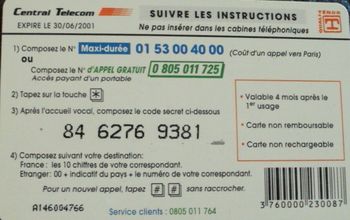 Central Telecom
SUIVRE LES INSTRUCTIONS
EXPIRE LE 30/06/2001
Ne pas insérer dans les cabines téléphoniques
1) Composez le N° Maxi-durée 01 53 00 40 00 (Coût d'un appel vers Paris)
ou
Composez le N° d'APPEL GRATUIT 0 805 011 725
Accès payant d'un portable
2) Tapez sur la touche *
3) Après l'accueil vocal, composez le code secret ci-dessous
84 6276 9381
• Valable 4 mois après le
1er usage
• Carte non remboursable
• Carte non rechargeable
4) Composez suivant votre destination:
France : les 10 chiffres de votre correspondant.
Etranger: 00 + indicatif du pays + le numéro de votre correspondant.
Pour un nouvel appel, tapez # # sans raccrocher.
A146004766
Service clients : 0805 011 764
3760000 230087